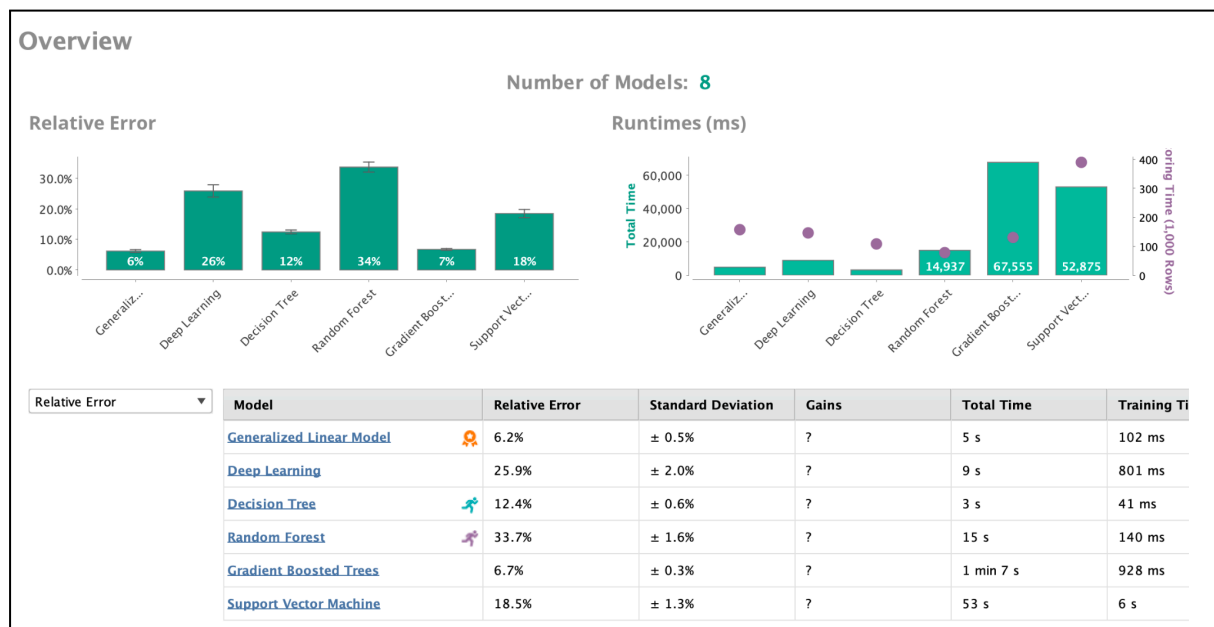 Overview
Number of Models: 8
Relative Error
Runtimes (ms)
30.0%
20.0%
10.0%
0.0%
6%
26%
12%
34%
7%
18%
Generaliz...
Deep Learning
Decision Tree
Random Forest
Gradient Boost...
Support Vect...
Total Time
60,000
40,000
20,000
0
14,937
67,555
52,875
400
300
200
100
0
oring Time (1,000 Rows)
Generaliz...
Deep Learning
Decision Tree
Random Forest
Gradient Boost...
Support Vect...
Relative Error
Model Relative Error Standard Deviation Gains Total Time Training Ti
Generalized Linear Model 6.2% ± 0.5% ? 5 s 102 ms
Deep Learning 25.9% ± 2.0% ? 9 s 801 ms
Decision Tree 12.4% ± 0.6% ? 3 s 41 ms
Random Forest 33.7% ± 1.6% ? 15 s 140 ms
Gradient Boosted Trees 6.7% ± 0.3% ? 1 min 7 s 928 ms
Support Vector Machine 18.5% ± 1.3% ? 53 s 6 s